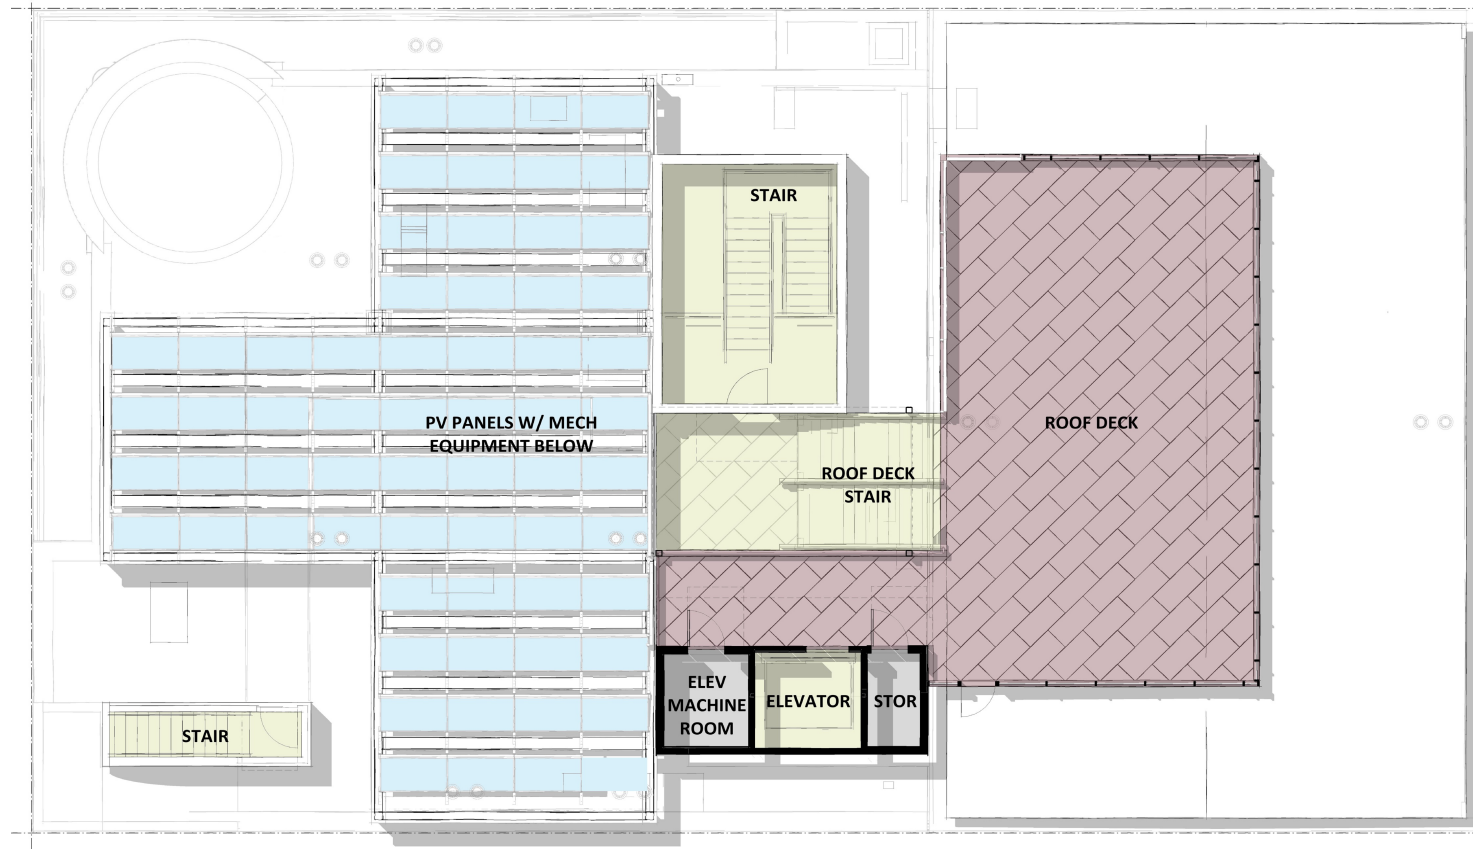 STAIR
PV PANELS W/ MECH
EQUIPMENT BELOW
ROOF DECK
ROOF DECK
STAIR
ELEV
MACHINE
ROOM
ELEVATOR
STOR
STAIR